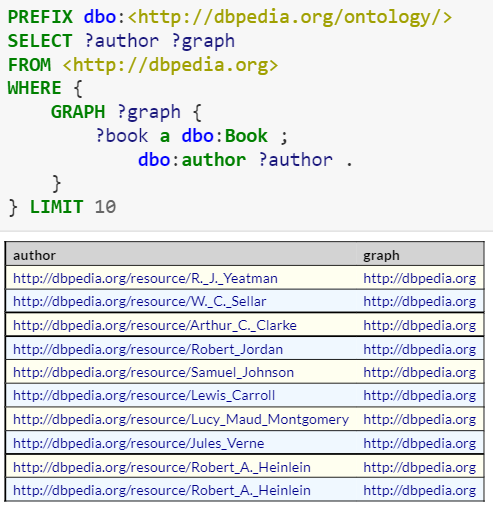 PREFIX dbo:<http://dbpedia.org/ontology/>
SELECT ?author ?graph
FROM <http://dbpedia.org>
WHERE {
    GRAPH ?graph {
        ?book a dbo:Book ;
            dbo:author ?author .
    }
} LIMIT 10
author graph
http://dbpedia.org/resource/R._J._Yeatman http://dbpedia.org
http://dbpedia.org/resource/W._C._Sellar http://dbpedia.org
http://dbpedia.org/resource/Arthur_C._Clarke http://dbpedia.org
http://dbpedia.org/resource/Robert_Jordan http://dbpedia.org
http://dbpedia.org/resource/Samuel_Johnson http://dbpedia.org
http://dbpedia.org/resource/Lewis_Carroll http://dbpedia.org
http://dbpedia.org/resource/Lucy_Maud_Montgomery http://dbpedia.org
http://dbpedia.org/resource/Jules_Verne http://dbpedia.org
http://dbpedia.org/resource/Robert_A._Heinlein http://dbpedia.org
http://dbpedia.org/resource/Robert_A._Heinlein http://dbpedia.org